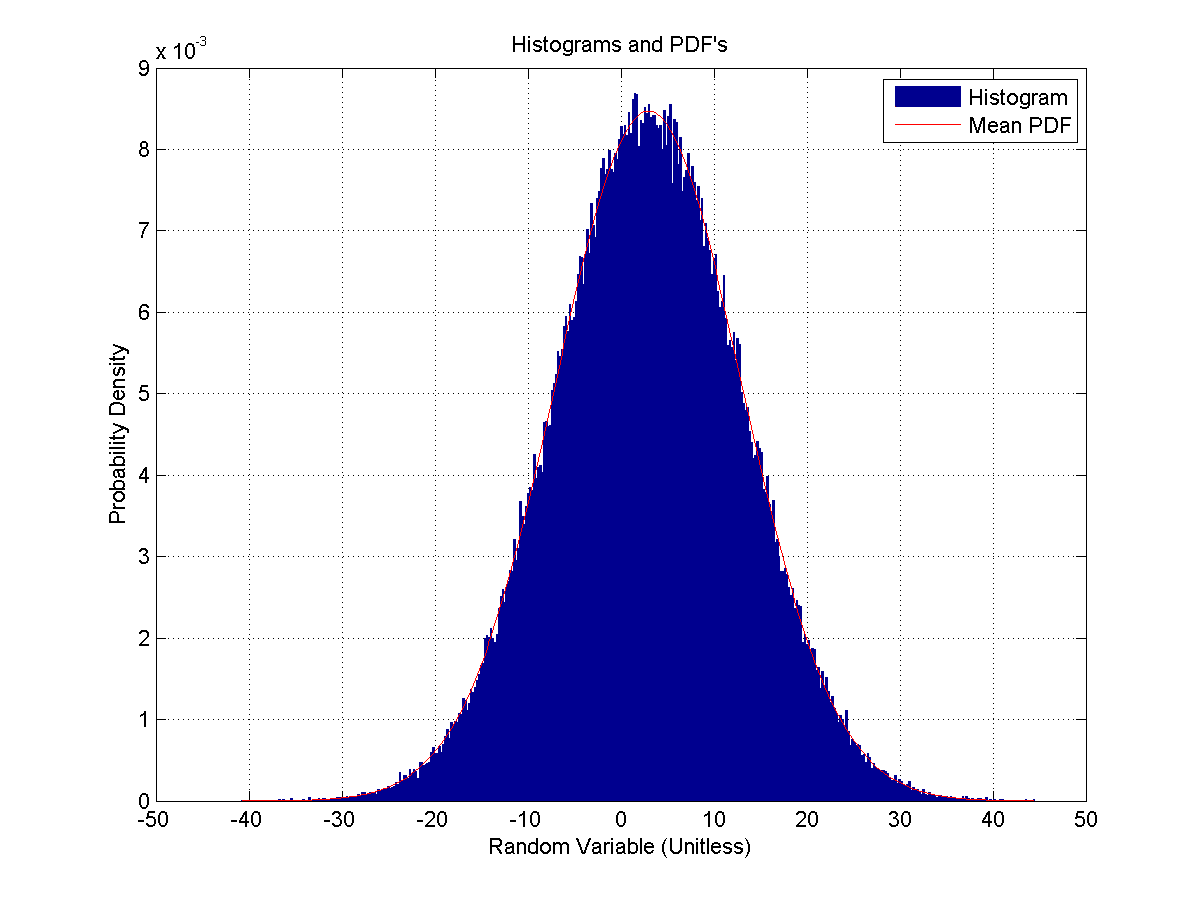 Histograms and PDF's
x 10-3
Histogram
Mean PDF
9
8
7
6
5
4
3
2
1
0
Probability Density
-50 -40 -30 -20 -10 0 10 20 30 40 50
Random Variable (Unitless)